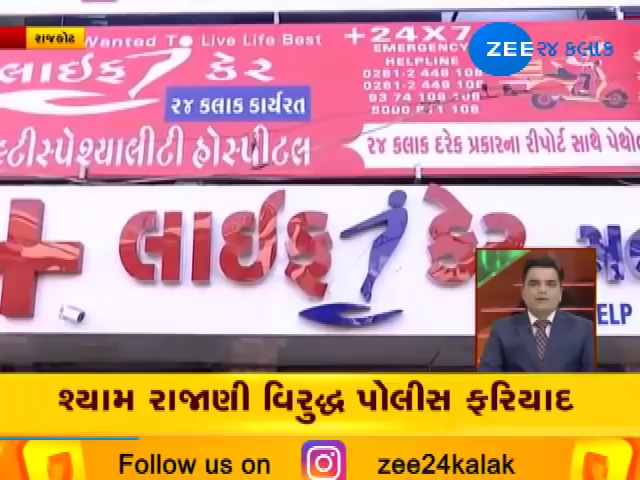 રાજકોટ
Wanted To Live Life Best
લાઇફ કેર
૨૪ કલાક કાર્યરત
હોસ્પીટલ
+24X7
EMERGENCY
HELPLINE
0281-2 448 108
0281-2 449 108
93 74 108 108
ZEE ૨૪ કલાક
૨૪ કલાક દરેક પ્રકારના રીપોર્ટ સાથે
લાઇફ કેર
HELP
શ્યામ રાજાણી વિરુદ્ધ પોલીસ ફરિયાદ
Follow us on zee24kalak